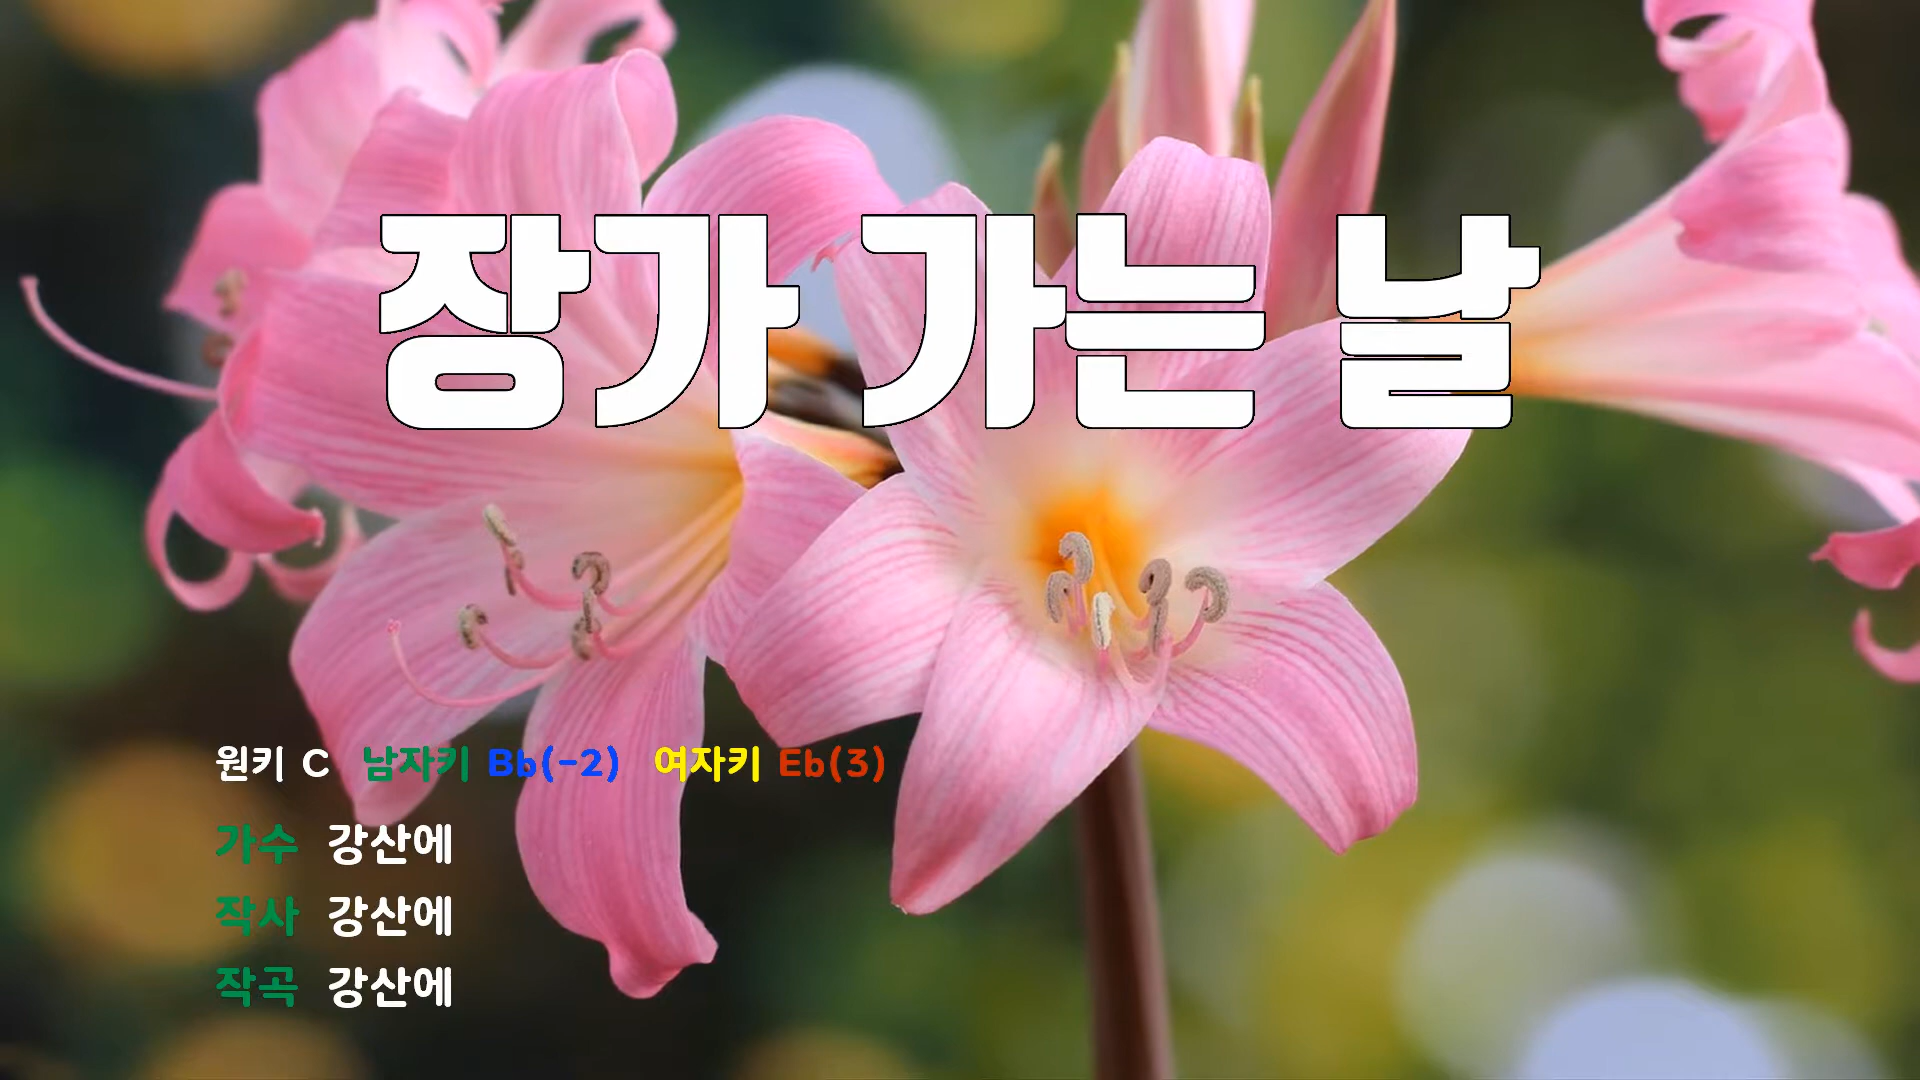 장가 가는 날
원키 C 남자키 Bb(-2) 여자키 Eb(3)
가수 강산에
작사 강산에
작곡 강산에